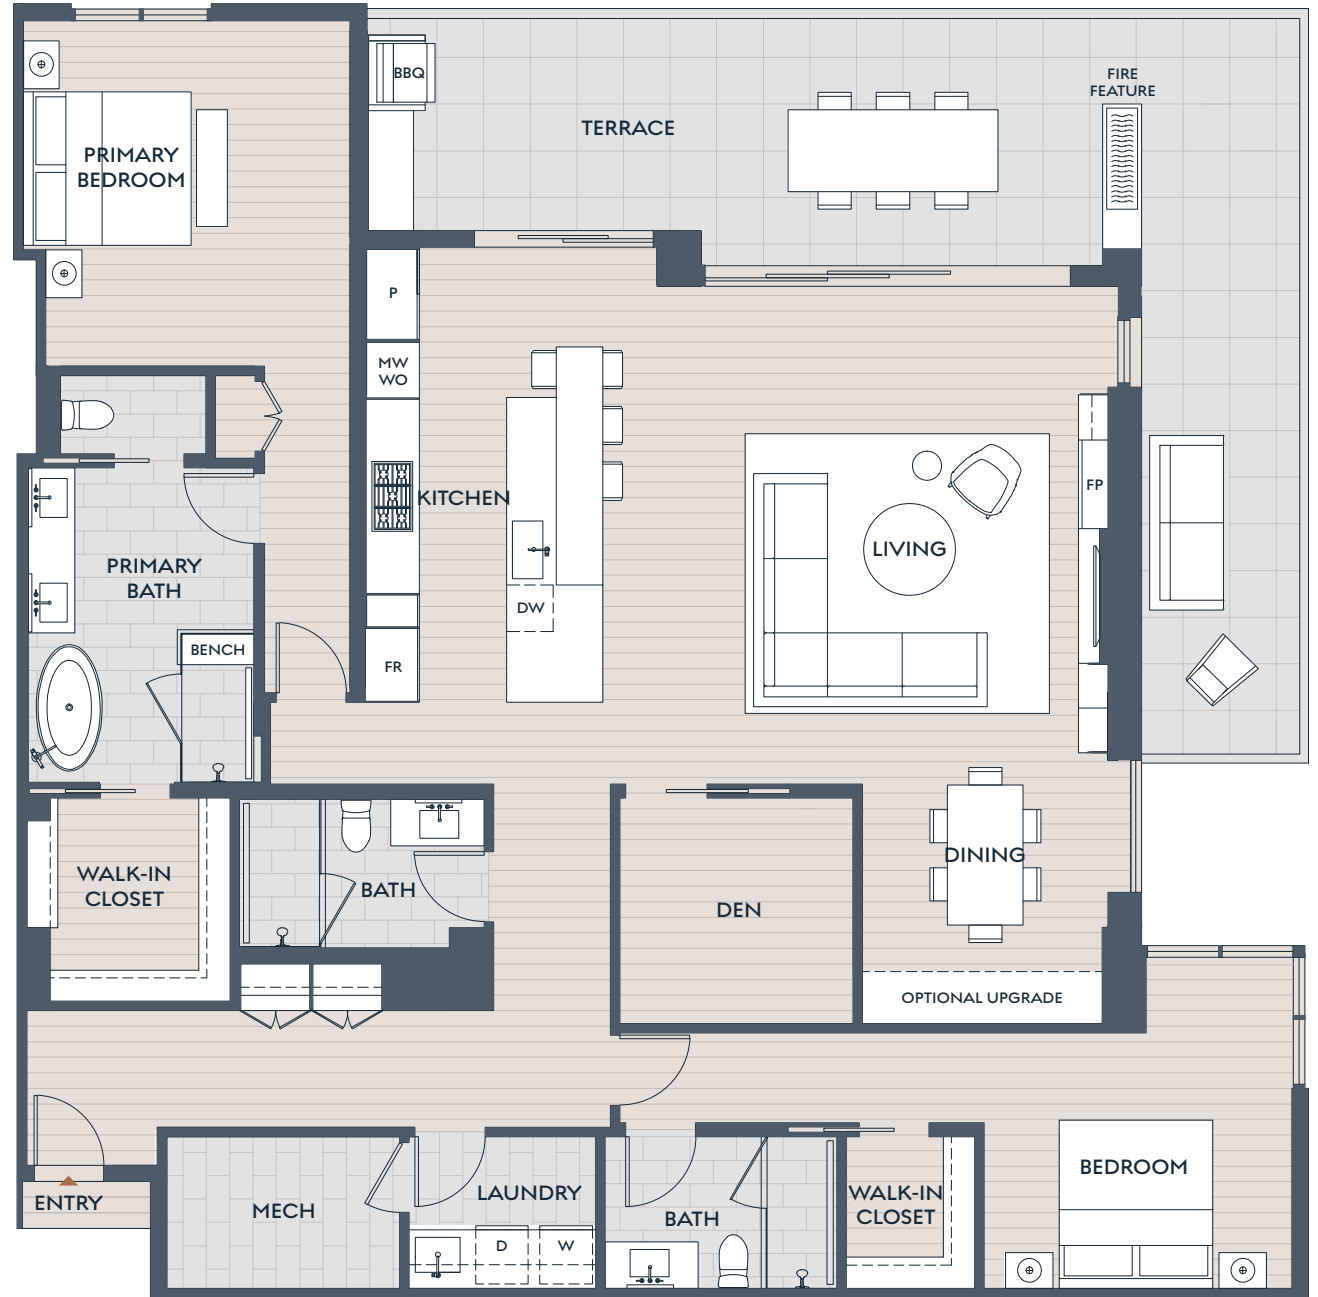 BBQ
FIRE
FEATURE
TERRACE
PRIMARY
BEDROOM
P
MW
WO
KITCHEN
FP
LIVING
PRIMARY
BATH
DW
BENCH
FR
DINING
WALK-IN
CLOSET
BATH
DEN
OPTIONAL UPGRADE
BEDROOM
ENTRY
MECH
LAUNDRY
BATH
WALK-IN
CLOSET
D
W